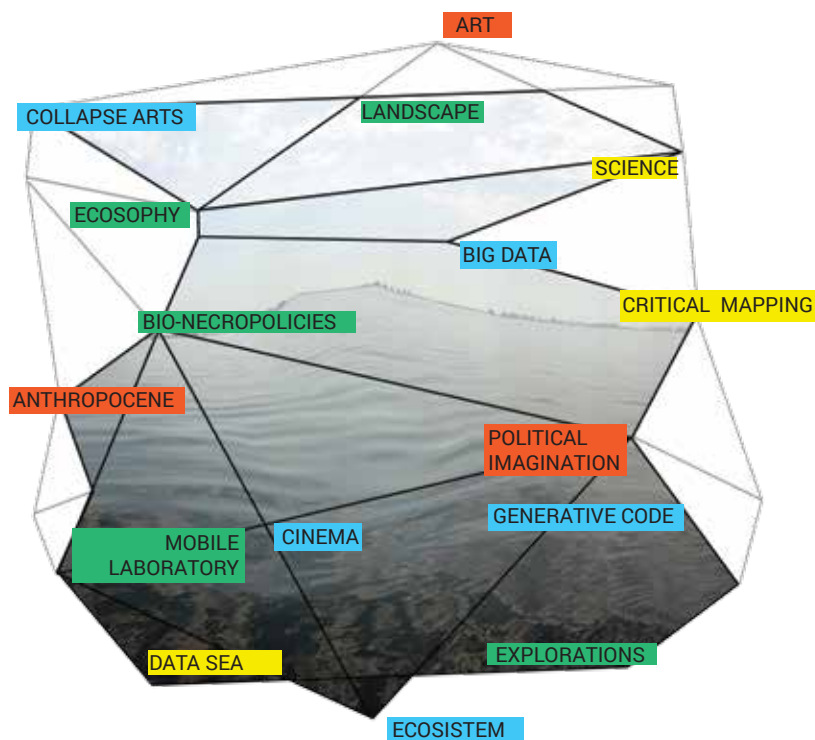 ART
COLLAPSE ARTS
LANDSCAPE
SCIENCE
ECOSOPHY
BIG DATA
CRITICAL MAPPING
BIO-NECROPOLICIES
ANTHROPOCENE
POLITICAL
IMAGINATION
GENERATIVE CODE
MOBILE
LABORATORY
CINEMA
DATA SEA
EXPLORATIONS
ECOSISTEM